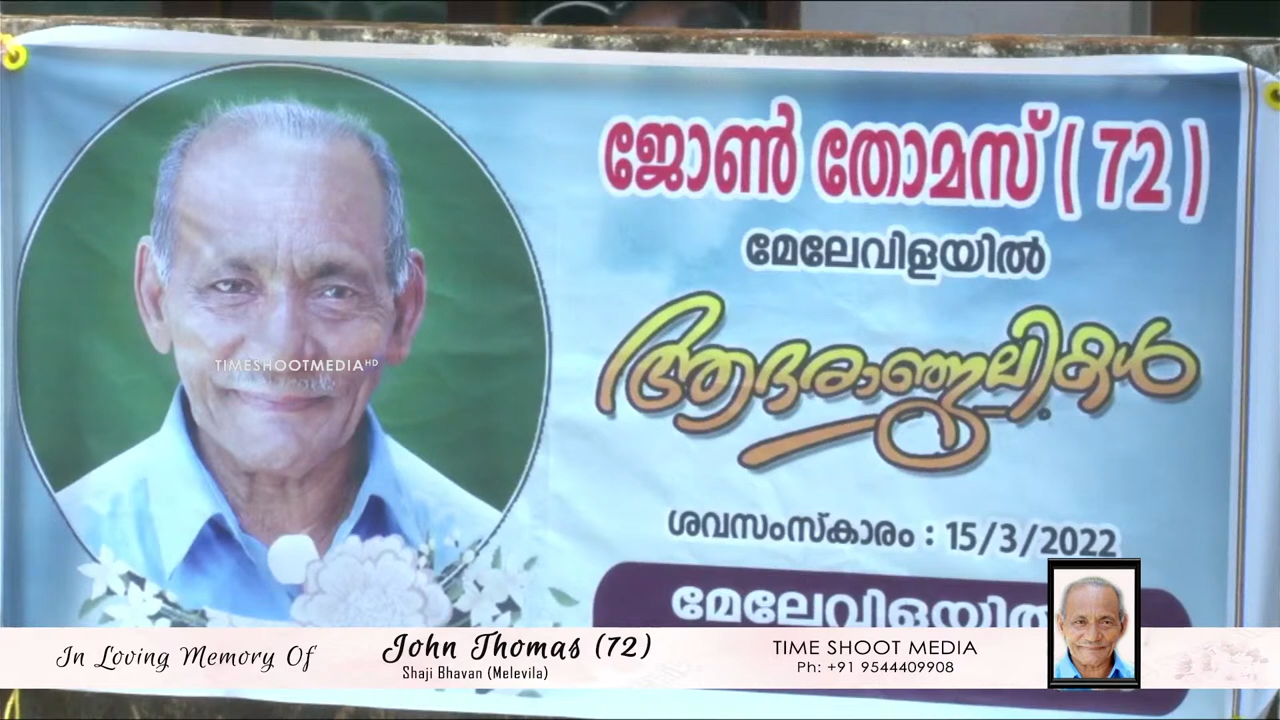 ജോൺ തോമസ് ( 72 )
മേലേവിളയിൽ
ആദരാഞ്ജലികൾ
TIMESHOOTMEDIA HD
ശവസംസ്കാരം : 15/3/2022
മേലേവിളയിൽ
In Loving Memory Of
John Thomas (72)
Shaji Bhavan (Melevila)
TIME SHOOT MEDIA
Ph: +91 9544409908